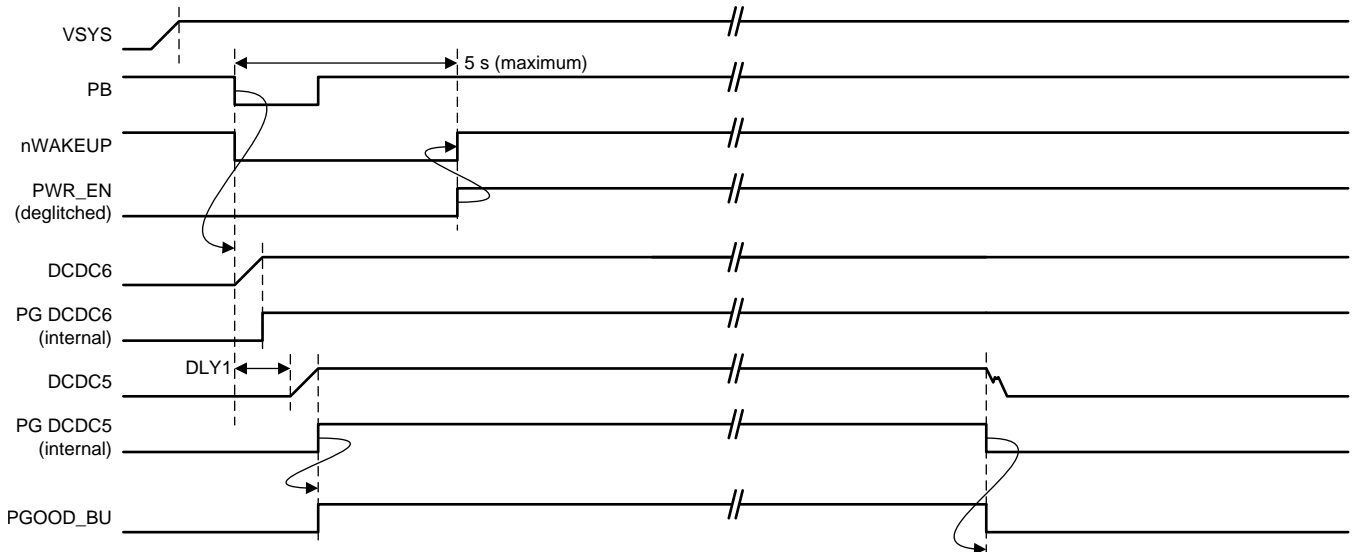 VSYS
5 s (maximum)
PB
nWAKEUP
PWR_EN
(deglitched)
DCDC6
PG DCDC6
(internal)
DLY1
DCDC5
PG DCDC5
(internal)
PGOOD_BU